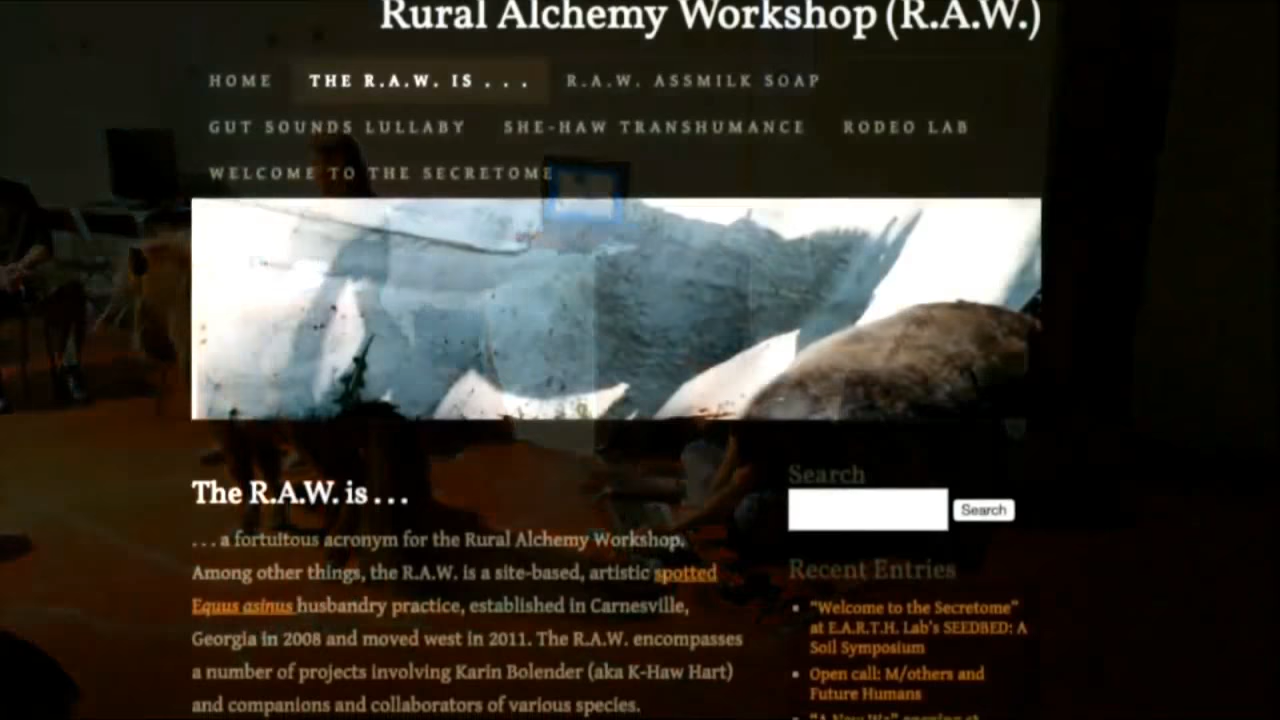 Rural Alchemy Workshop (R.A.W.)
HOME THE R.A.W. IS . . . R.A.W. ASSMILK SOAP
GUT SOUNDS LULLABY SHE-HAW TRANSHUMANCE RODEO LAB
WELCOME TO THE SECRETOME
The R.A.W. is . . .
. . . a fortuitous acronym for the Rural Alchemy Workshop.
Among other things, the R.A.W. is a site-based, artistic spotted
Equus asinus husbandry practice, established in Carnesville,
Georgia in 2008 and moved west in 2011. The R.A.W. encompasses
a number of projects involving Karin Bolender (aka K-Haw Hart)
and companions and collaborators of various species.
Search
Search
Recent Entries
"Welcome to the Secretome"
at E.A.R.T.H. Lab's SEEDBED: A
Soil Symposium
Open call: M/others and
Future Humans
"A New We" opening at